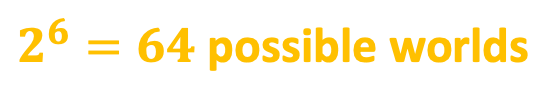 2⁶ = 64 possible worlds